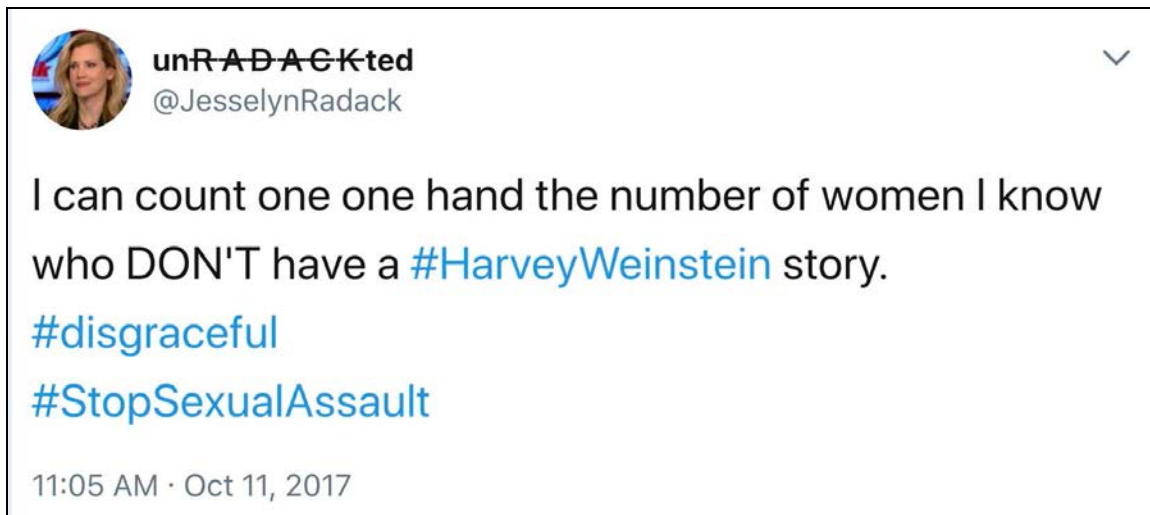 unRADACKted
@JesselynRadack
I can count one one hand the number of women I know
who DON'T have a #HarveyWeinstein story.
#disgraceful
#StopSexualAssault
11:05 AM · Oct 11, 2017